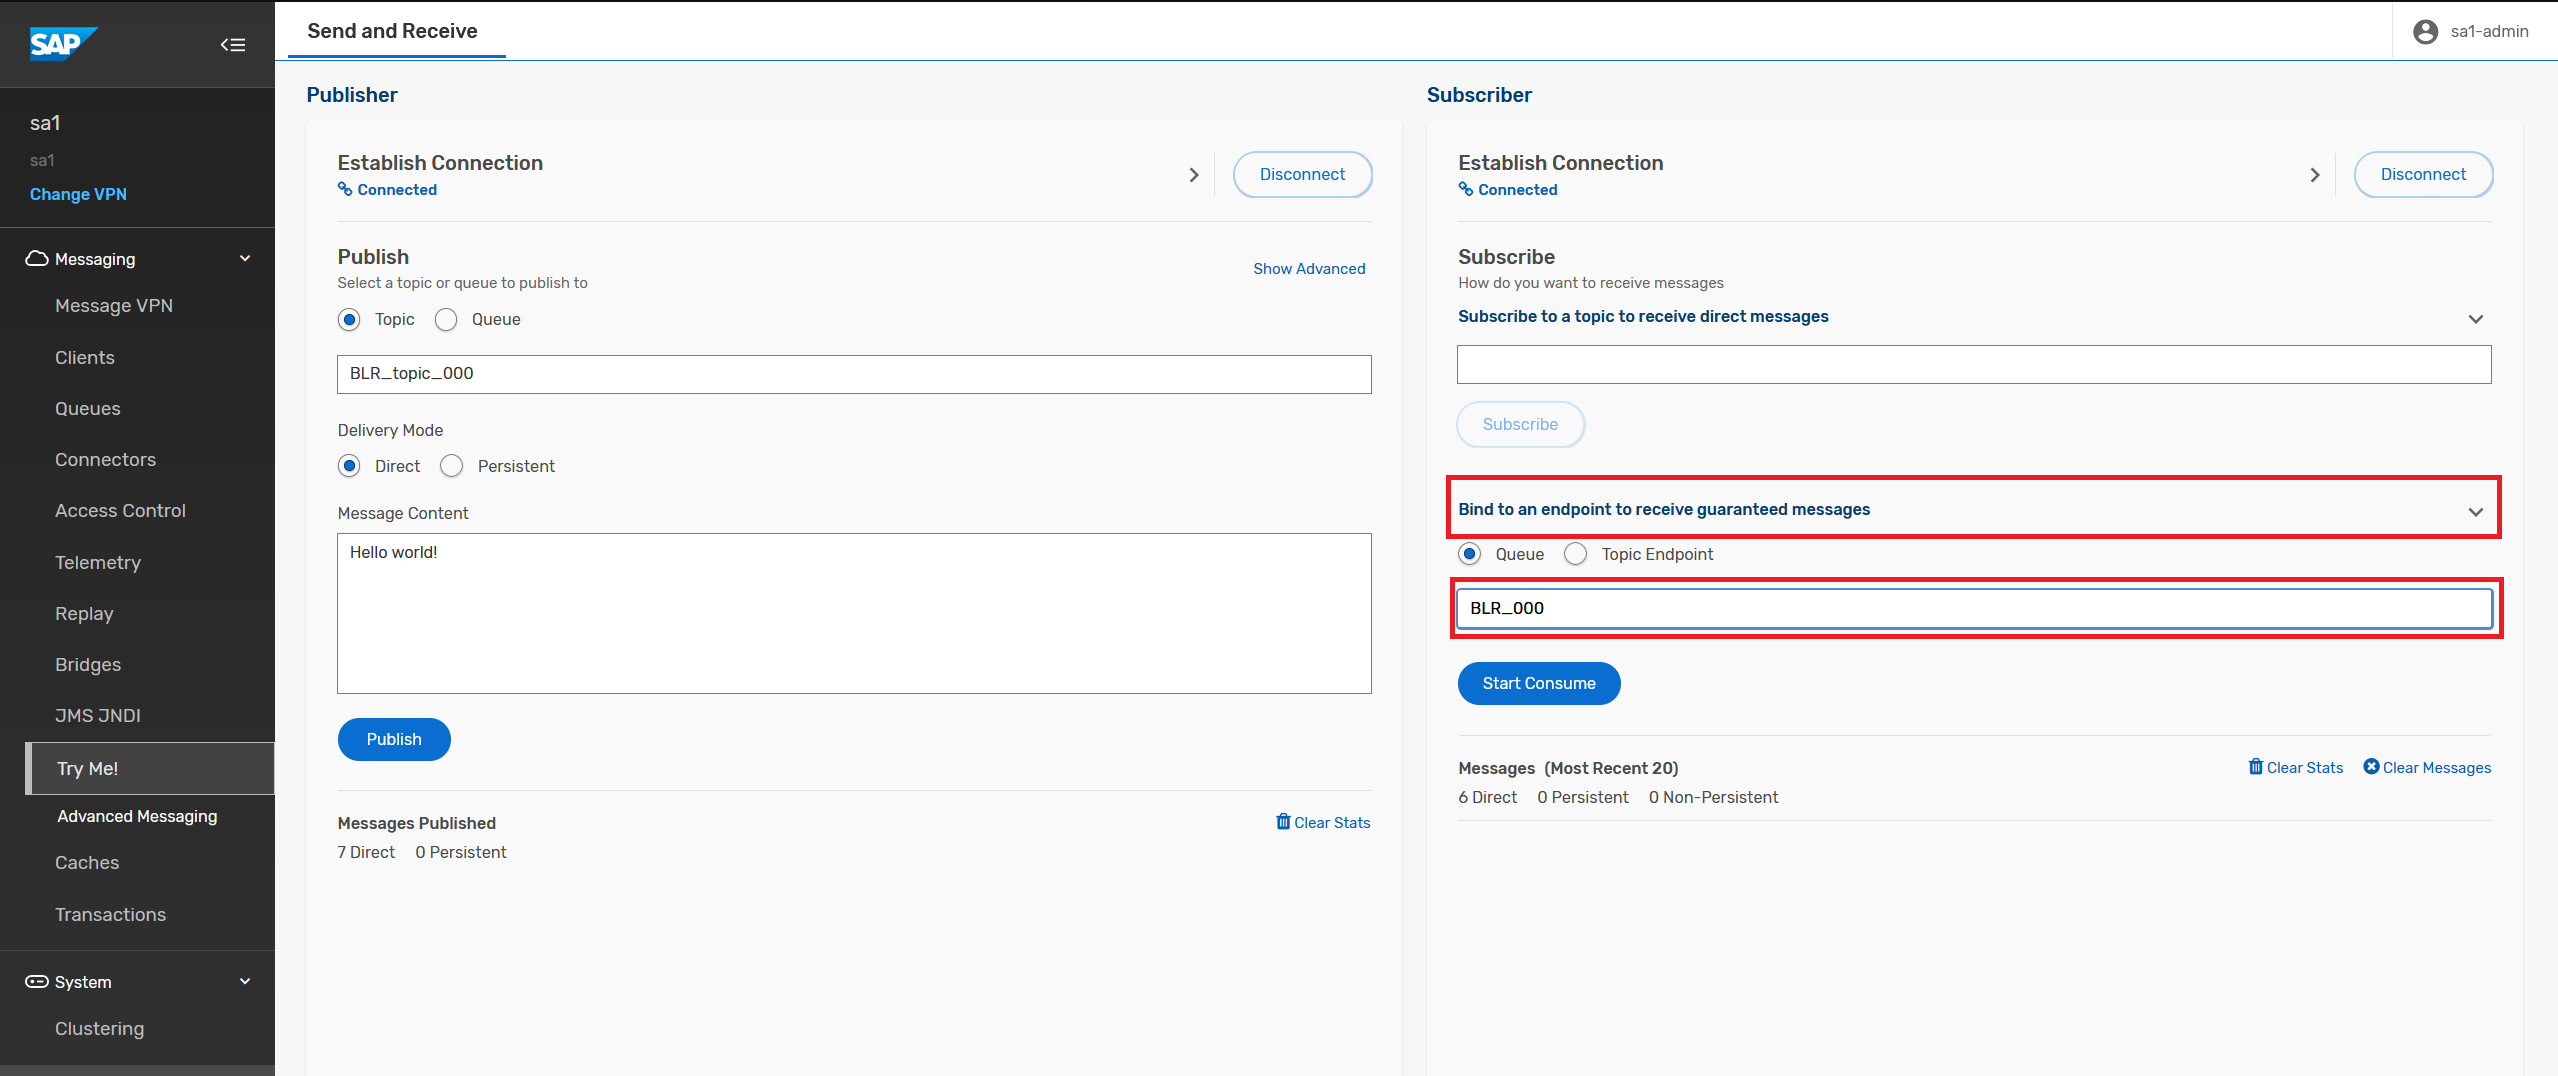 SAP
sa1
sa1
Change VPN
Messaging
Message VPN
Clients
Queues
Connectors
Access Control
Telemetry
Replay
Bridges
JMS JNDI
Try Me!
Advanced Messaging
Caches
Transactions
System
Clustering
Send and Receive
sa1-admin
Publisher
Establish Connection
Connected
Disconnect
Publish
Select a topic or queue to publish to
Show Advanced
Topic Queue
BLR_topic_000
Delivery Mode
Direct Persistent
Message Content
Hello world!
Publish
Messages Published
Clear Stats
7 Direct 0 Persistent
Subscriber
Establish Connection
Connected
Disconnect
Subscribe
How do you want to receive messages
Subscribe to a topic to receive direct messages
Subscribe
Bind to an endpoint to receive guaranteed messages
Queue Topic Endpoint
BLR_000
Start Consume
Messages (Most Recent 20)
Clear Stats Clear Messages
6 Direct 0 Persistent 0 Non-Persistent